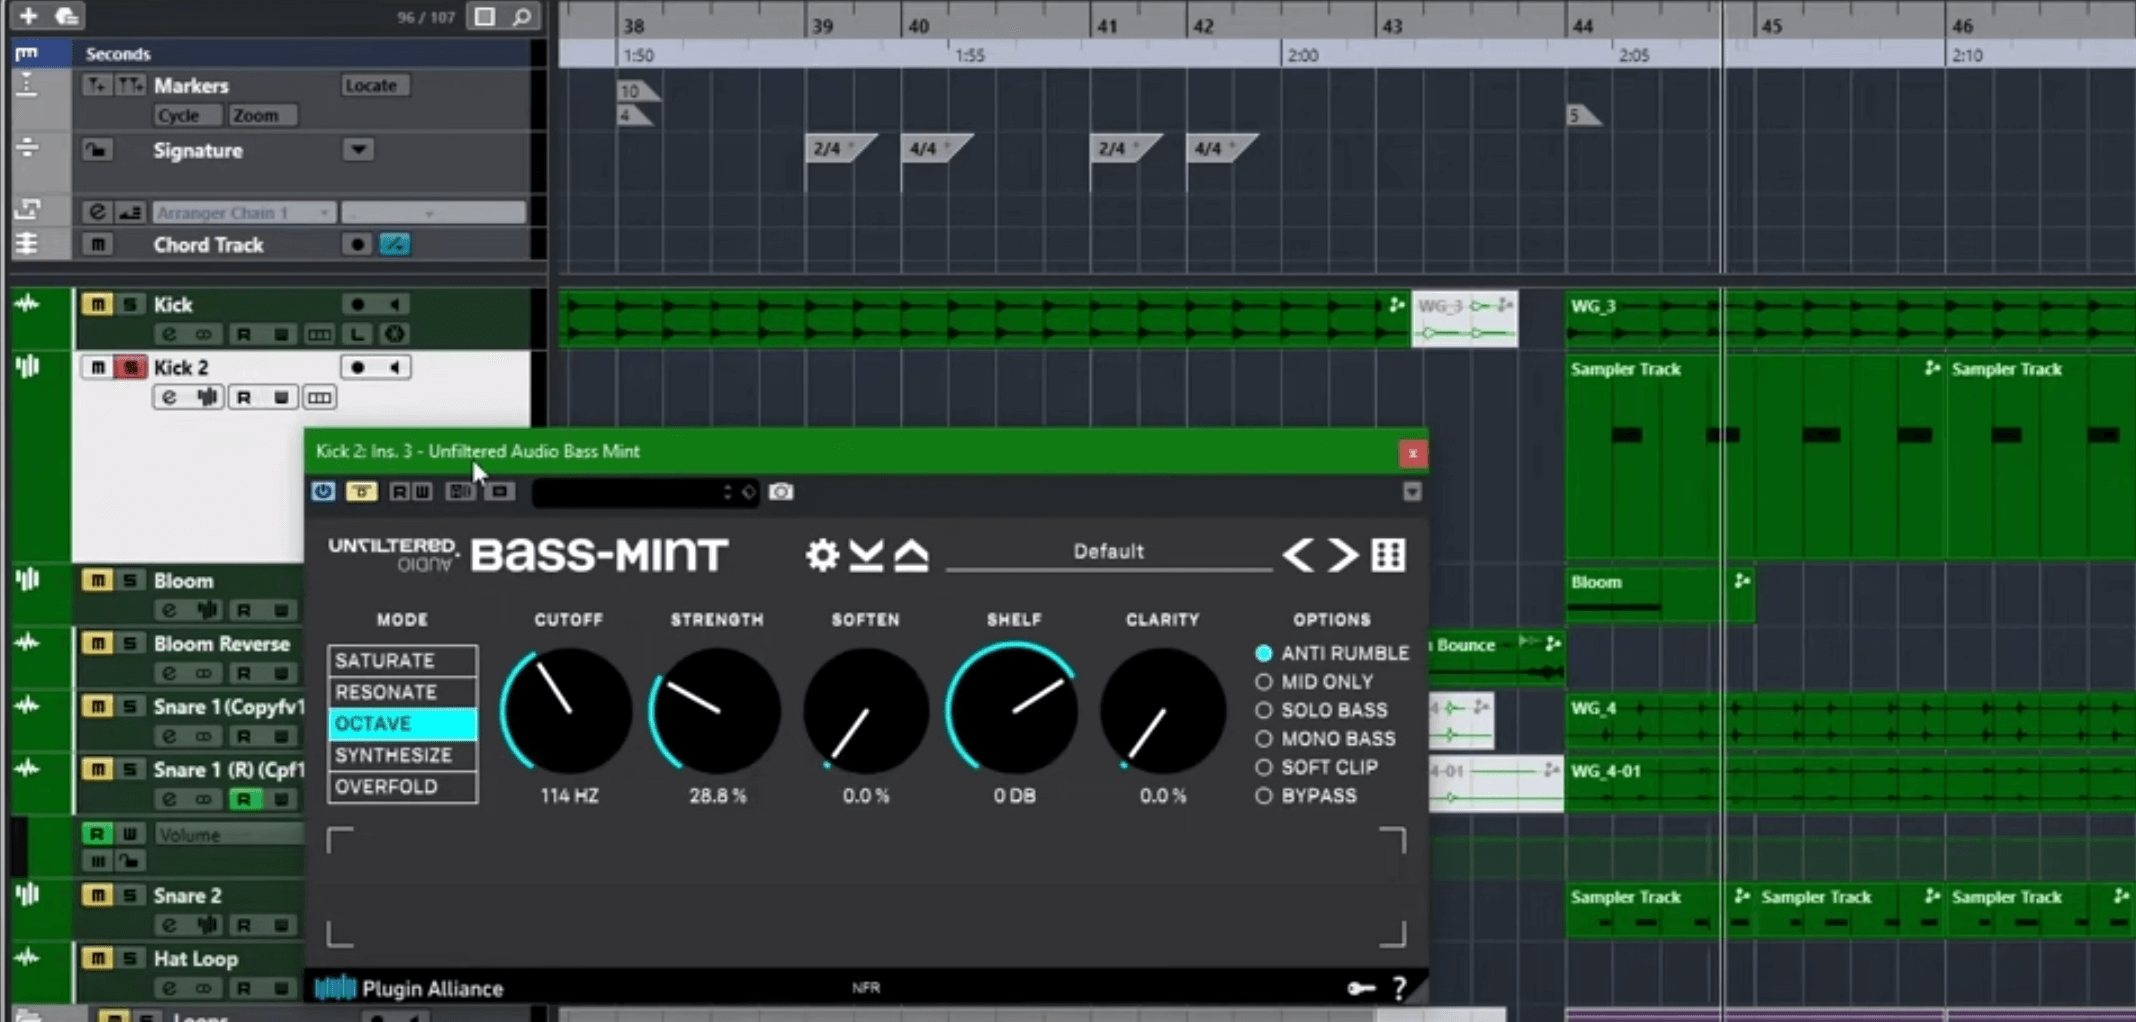 96 / 107
38 39 40 41 42 43 44 45 46
Seconds
1:50 1:55 2:00 2:05 2:10
Markers Locate
Cycle Zoom
10
4
5
Signature
2/4 4/4 2/4 4/4
Arranger Chain 1
m Chord Track
m S Kick
e R L
WG_3 WG_3
m S Kick 2
e R
Sampler Track Sampler Track
Kick 2: Ins. 3 - Unfiltered Audio Bass Mint
x
R W
UNFILTERED AUDIO BASS-MINT
Default
MODE CUTOFF STRENGTH SOFTEN SHELF CLARITY OPTIONS
SATURATE
RESONATE
OCTAVE
SYNTHESIZE
OVERFOLD
114 HZ 28.8 % 0.0 % 0 DB 0.0 %
ANTI RUMBLE
MID ONLY
SOLO BASS
MONO BASS
SOFT CLIP
BYPASS
Plugin Alliance NFR ?
m S Bloom
e R
Bloom
m S Bloom Reverse
e R
Bounce
m S Snare 1 (Copyfv1
e R
WG_4
m S Snare 1 (R) (Cpf1
e R
4-01 WG_4-01
R W Volume
m S Snare 2
e R
Sampler Track Sampler Track Sampler Track
m S Hat Loop
e R
Loops